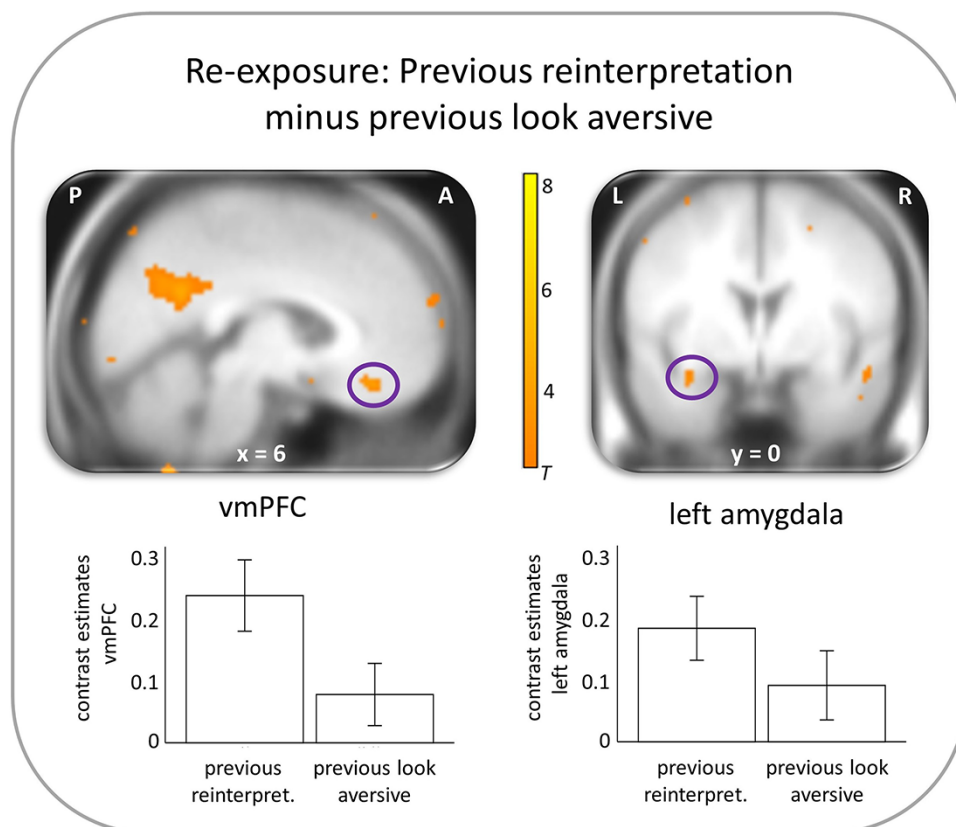 Re-exposure: Previous reinterpretation
minus previous look aversive
P
A
x = 6
8
6
4
T
L
R
y = 0
vmPFC
left amygdala
contrast estimates
vmPFC
0.3
0.2
0.1
0
previous
reinterpret.
previous look
aversive
contrast estimates
left amygdala
0.3
0.2
0.1
0
previous
reinterpret.
previous look
aversive